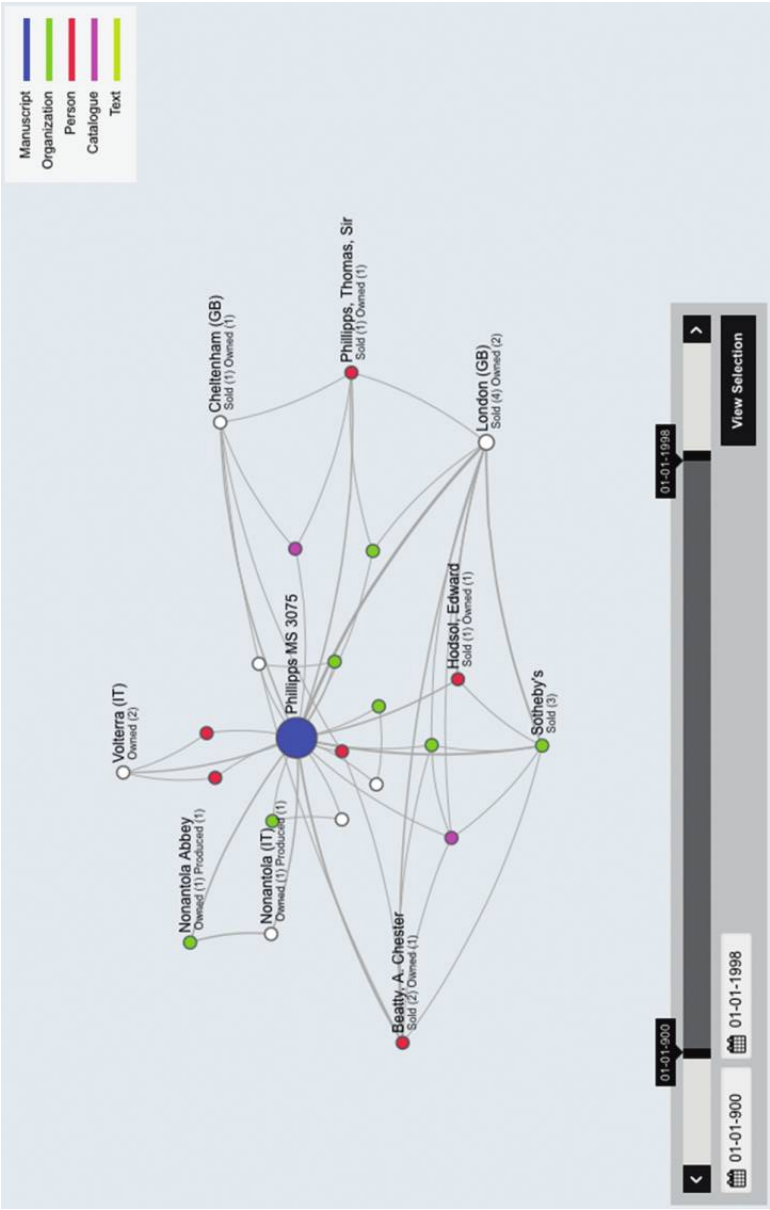 Manuscript
Organization
Person
Catalogue
Text
Volterra (IT)
Owned (2)
Nonantola Abbey
Owned (1) Produced (1)
Cheltenham (GB)
Sold (1) Owned (1)
Nonantola (IT)
Owned (1) Produced (1)
Phillipps MS 3075
Phillipps, Thomas, Sir
Sold (1) Owned (1)
Beatty, A. Chester
Sold (2) Owned (1)
Hodsol, Edward
Sold (1) Owned (1)
London (GB)
Sold (4) Owned (2)
Sotheby's
Sold (3)
01-01-900
01-01-1998
01-01-900
01-01-1998
View Selection